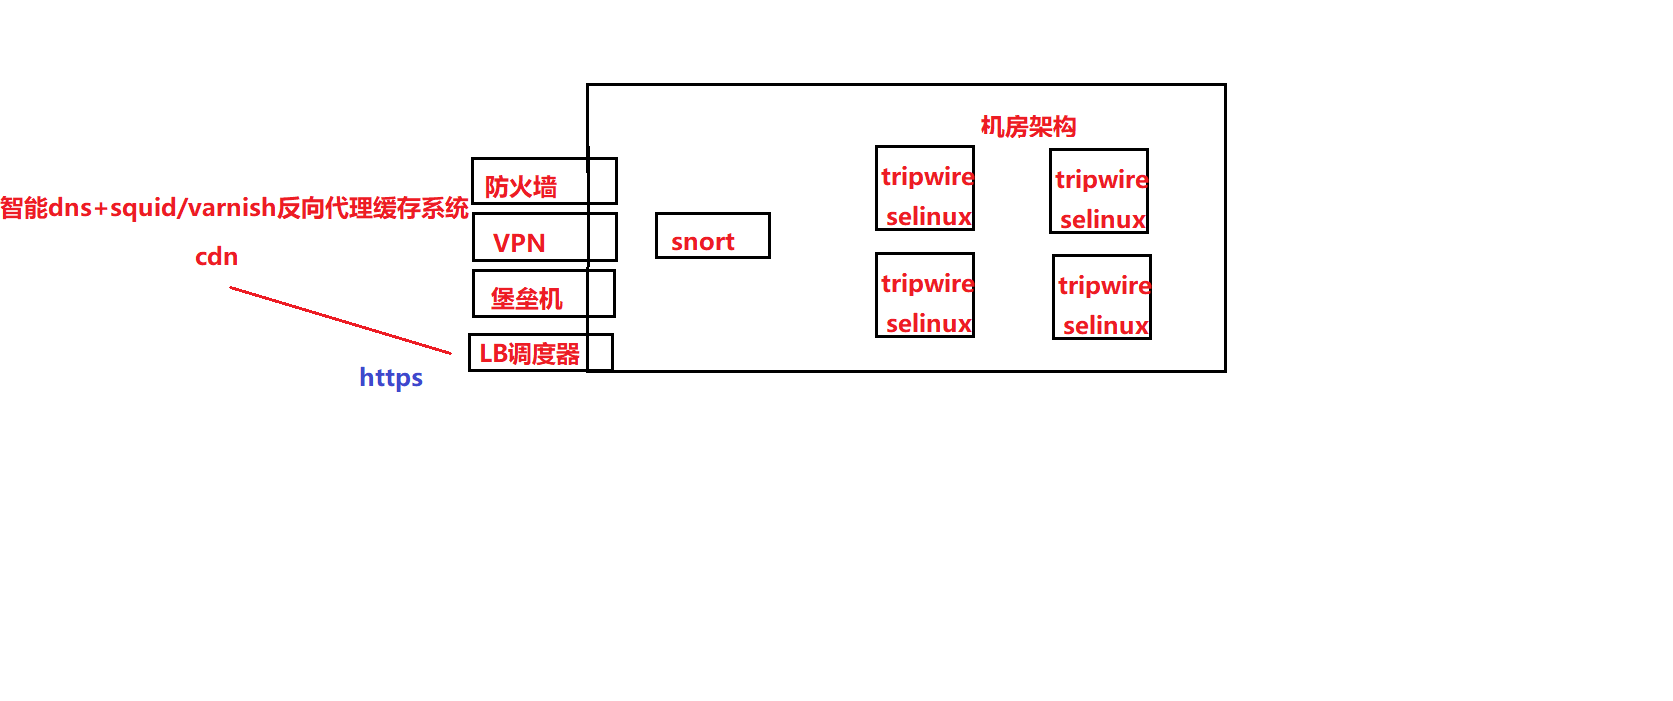 机房架构
防火墙
智能dns+squid/varnish反向代理缓存系统
cdn
VPN
堡垒机
LB调度器
https
snort
tripwire
selinux
tripwire
selinux
tripwire
selinux
tripwire
selinux